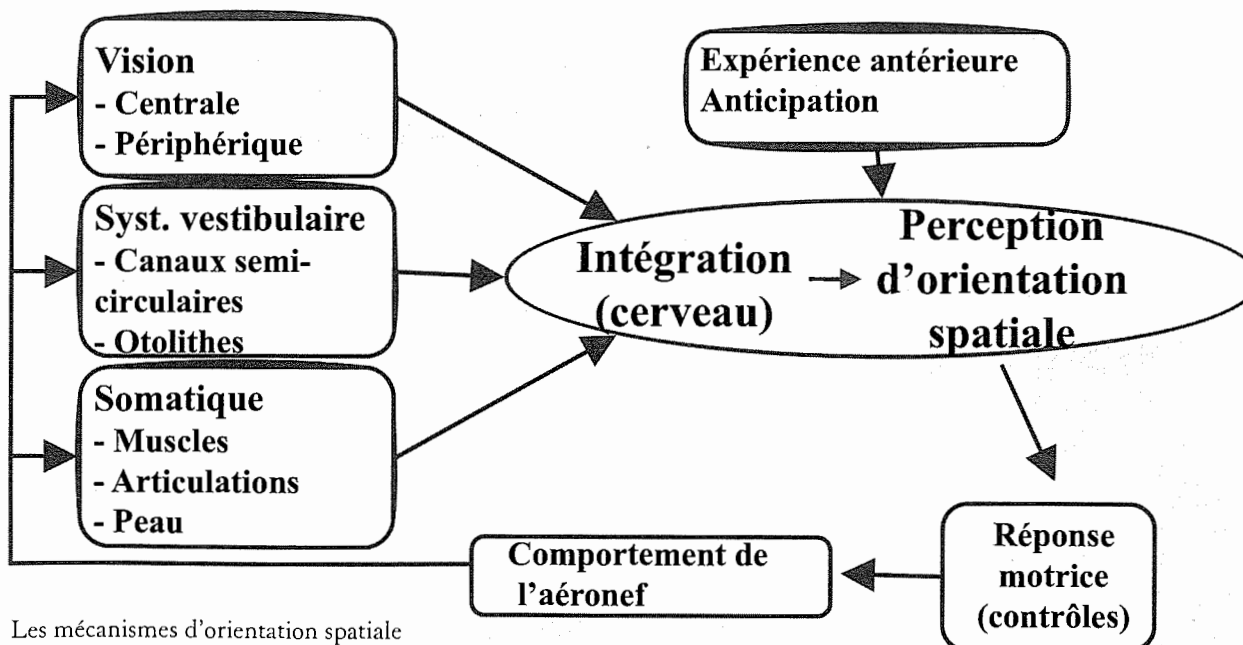 Vision
- Centrale
- Périphérique
Syst. vestibulaire
- Canaux semi-
circulaires
- Otolithes
Somatique
- Muscles
- Articulations
- Peau
Expérience antérieure
Anticipation
Intégration
(cerveau)
Perception
d’orientation
spatiale
Réponse
motrice
(contrôles)
Comportement de
l’aéronef
Les mécanismes d'orientation spatiale